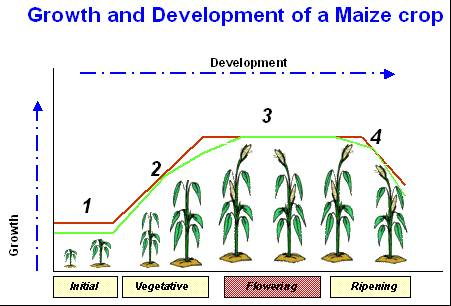 Growth and Development of a Maize crop
Development
3
4
2
1
Growth
Initial
Vegetative
Flowering
Ripening